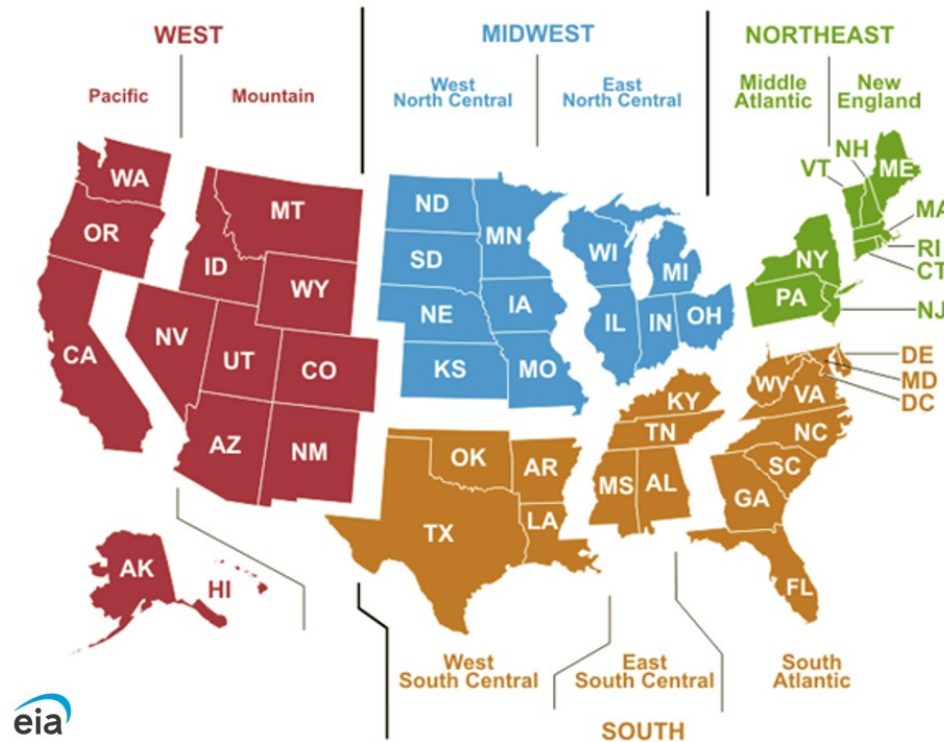 WEST
MIDWEST
NORTHEAST
Pacific
Mountain
West
North Central
East
North Central
Middle
Atlantic
New
England
WA
OR
CA
MT
ID
WY
NV
UT
CO
AZ
NM
AK
HI
ND
SD
NE
KS
MN
IA
MO
WI
MI
IL
IN
OH
NH
VT
ME
MA
RI
CT
NY
PA
NJ
OK
AR
TX
LA
KY
TN
MS
AL
DE
MD
DC
WV
VA
NC
SC
GA
FL
West
South Central
East
South Central
South
Atlantic
SOUTH
eia